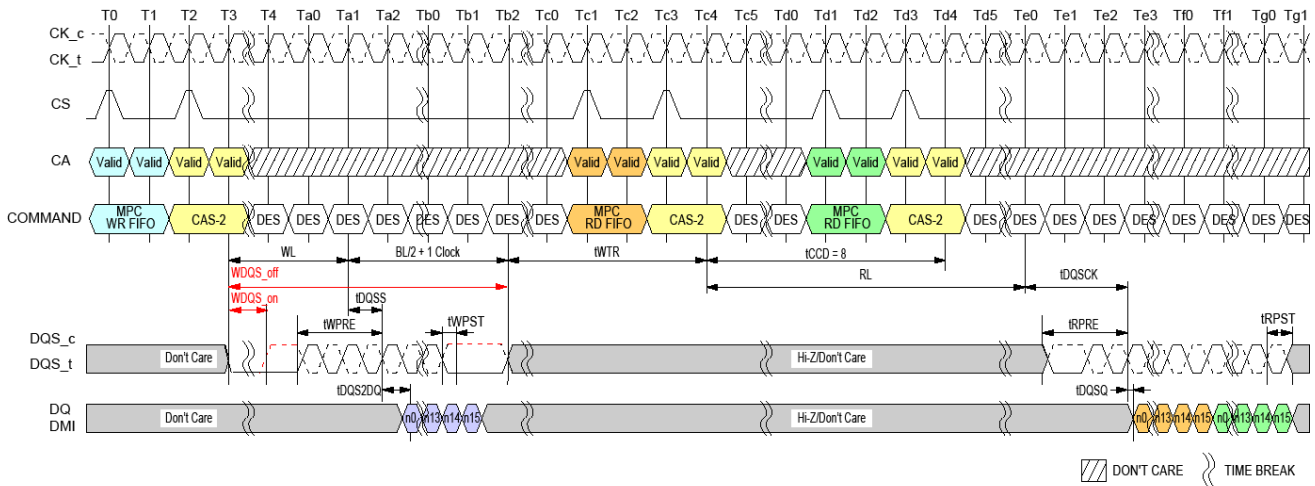 T0 T1 T2 T3 T4 Ta0 Ta1 Ta2 Tb0 Tb1 Tb2 Tc0 Tc1 Tc2 Tc3 Tc4 Tc5 Td0 Td1 Td2 Td3 Td4 Td5 Te0 Te1 Te2 Te3 Tf0 Tf1 Tg0 Tg1
CK_c
CK_t
CS
CA Valid Valid Valid Valid Valid Valid Valid Valid Valid Valid Valid Valid
COMMAND MPC WR FIFO CAS-2 DES DES DES DES DES DES DES DES MPC RD FIFO CAS-2 DES DES DES MPC RD FIFO CAS-2 DES DES DES DES DES DES DES DES DES
WL BL/2 + 1 Clock tWTR tCCD = 8
WDQS_off RL tDQSCK
WDQS_on tDQSS
tWPRE tWPST tRPRE tRPST
DQS_c
DQS_t Don't Care Hi-Z/Don't Care
tDQS2DQ tDQSQ
DQ
DMI Don't Care n0 n13 n14 n15 Hi-Z/Don't Care n0 n13 n14 n15 n0 n13 n14 n15
DON'T CARE TIME BREAK